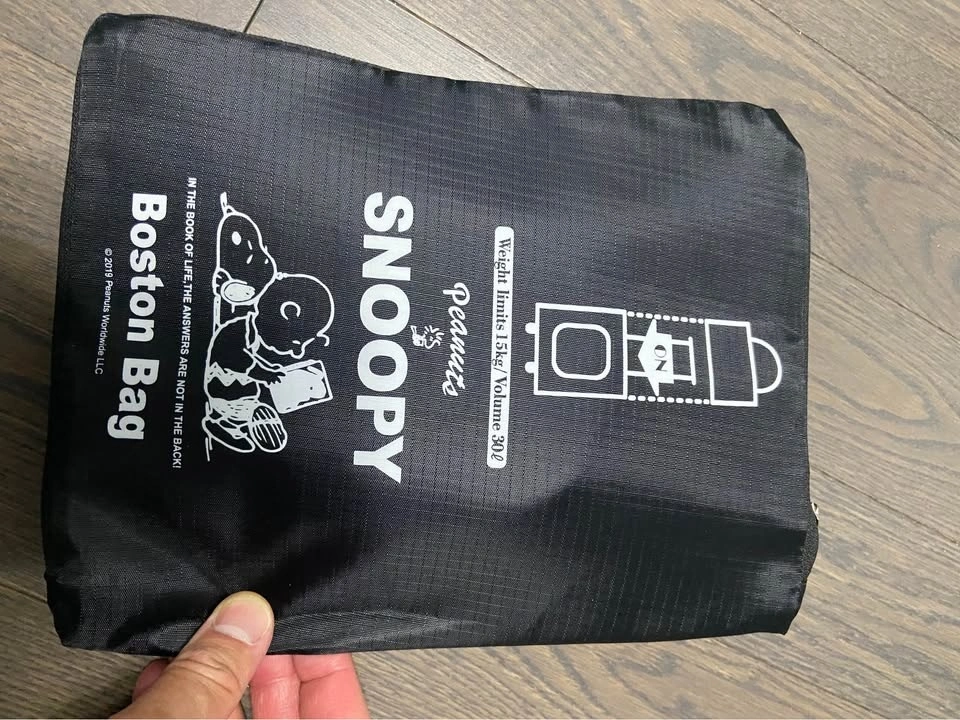 ON
Weight limits 15kg/Volume 30ℓ
Peanuts
SNOOPY
IN THE BOOK OF LIFE,THE ANSWERS ARE NOT IN THE BACK!
Boston Bag
© 2019 Peanuts Worldwide LLC